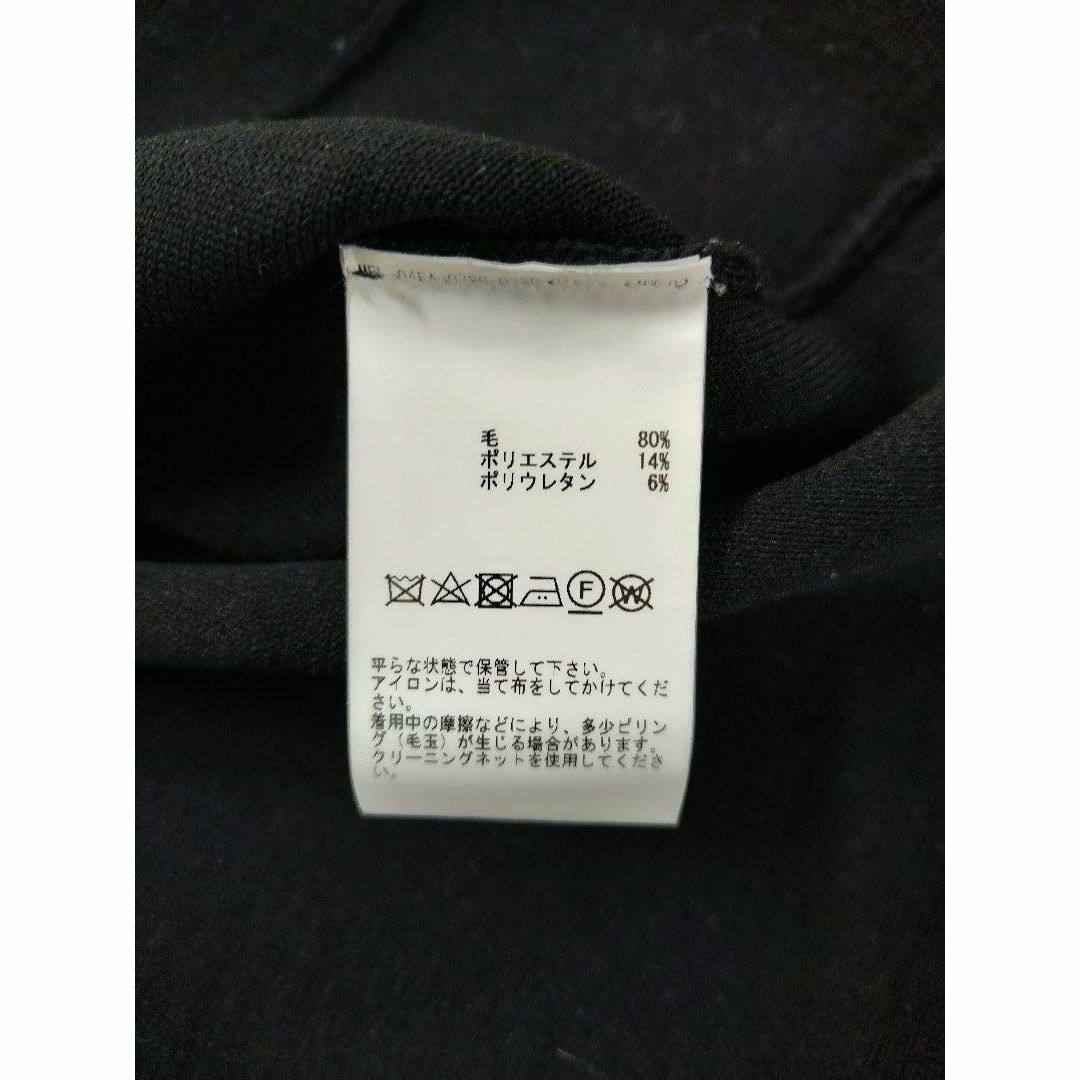 毛 80%
ポリエステル 14%
ポリウレタン 6%
F W
平らな状態で保管して下さい。
アイロンは、当て布をしてかけてくだ
さい。
着用中の摩擦などにより、多少ピリン
グ（毛玉）が生じる場合があります。
クリーニングネットを使用してくださ
い。